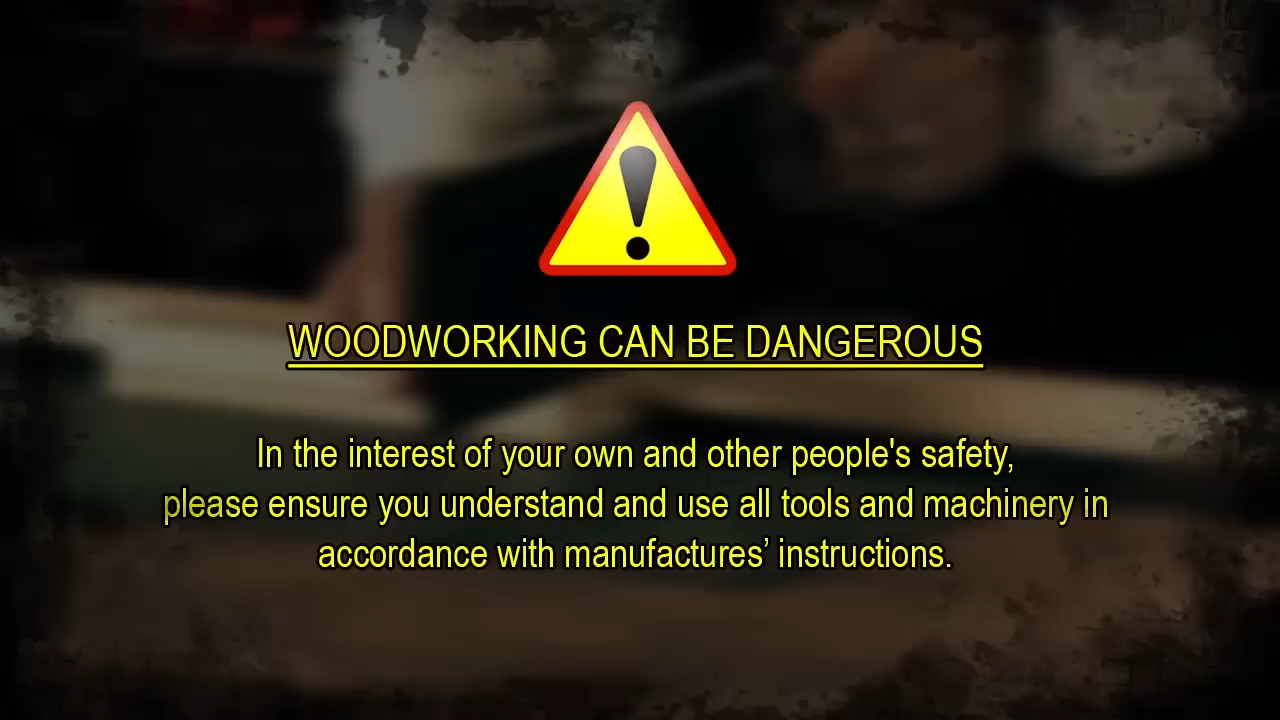 WOODWORKING CAN BE DANGEROUS
In the interest of your own and other people's safety,
please ensure you understand and use all tools and machinery in
accordance with manufactures’ instructions.